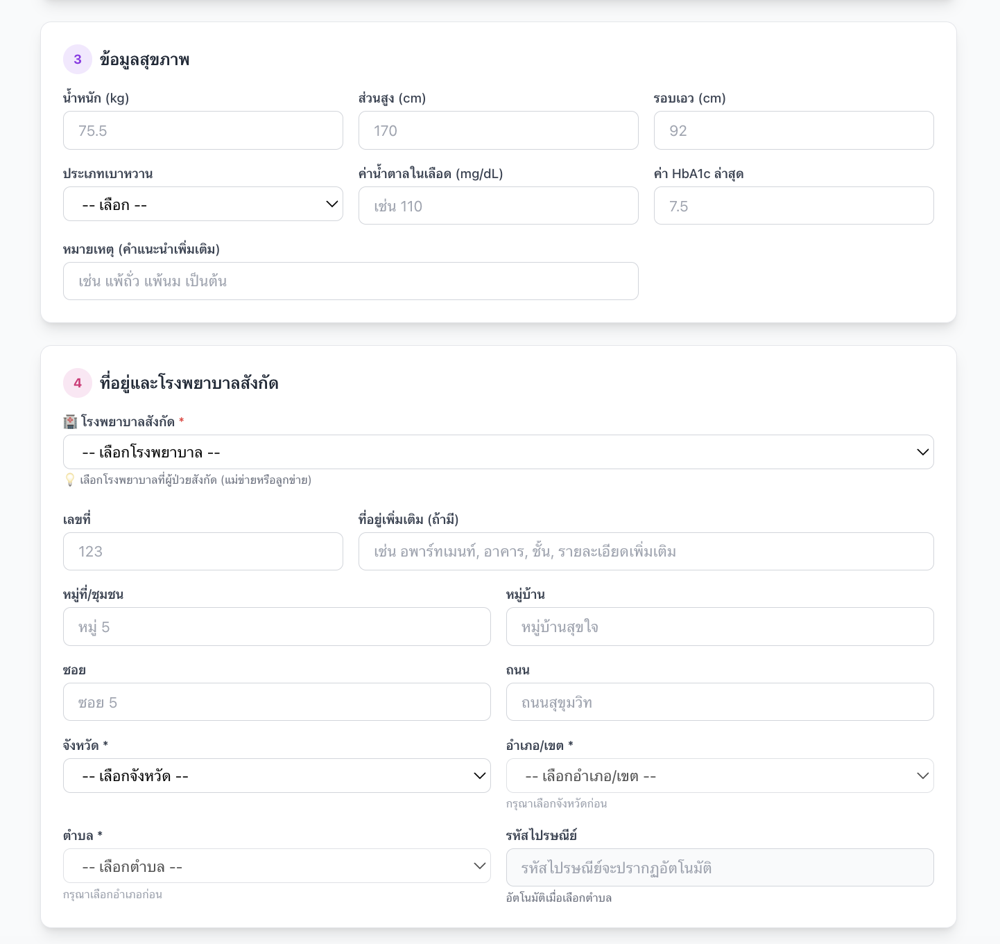 3 ข้อมูลสุขภาพ
น้ำหนัก (kg)
75.5
ส่วนสูง (cm)
170
รอบเอว (cm)
92
ประเภทเบาหวาน
-- เลือก --
ค่าน้ำตาลในเลือด (mg/dL)
เช่น 110
ค่า HbA1c ล่าสุด
7.5
หมายเหตุ (คำแนะนำเพิ่มเติม)
เช่น แพ้ถั่ว แพ้นม เป็นต้น
4 ที่อยู่และโรงพยาบาลสังกัด
🏥 โรงพยาบาลสังกัด *
-- เลือกโรงพยาบาล --
💡 เลือกโรงพยาบาลที่ผู้ป่วยสังกัด (แม่ข่ายหรือลูกข่าย)
เลขที่
123
ที่อยู่เพิ่มเติม (ถ้ามี)
เช่น อพาร์ทเมนท์, อาคาร, ชั้น, รายละเอียดเพิ่มเติม
หมู่ที่/ชุมชน
หมู่ 5
หมู่บ้าน
หมู่บ้านสุขใจ
ซอย
ซอย 5
ถนน
ถนนสุขุมวิท
จังหวัด *
-- เลือกจังหวัด --
อำเภอ/เขต *
-- เลือกอำเภอ/เขต --
กรุณาเลือกจังหวัดก่อน
ตำบล *
-- เลือกตำบล --
กรุณาเลือกอำเภอก่อน
รหัสไปรษณีย์
รหัสไปรษณีย์จะปรากฏอัตโนมัติ
อัตโนมัติเมื่อเลือกตำบล